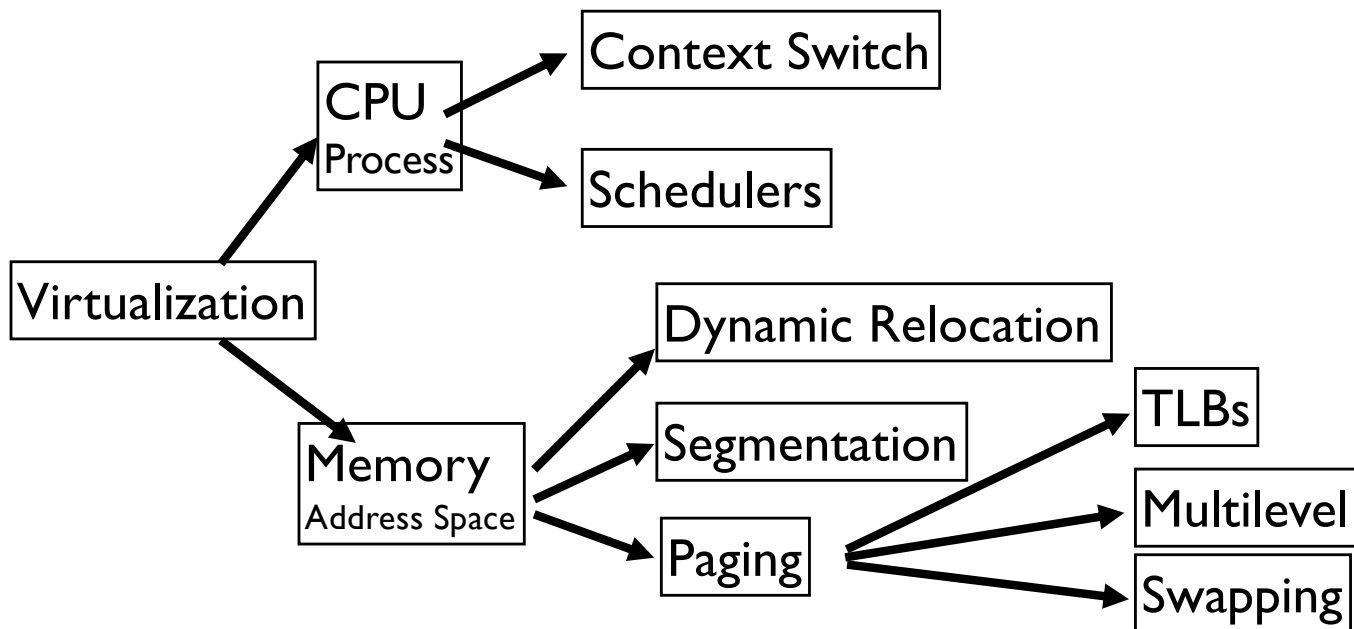 Context Switch
CPU
Process
Schedulers
Virtualization
Dynamic Relocation
TLBs
Segmentation
Memory
Address Space
Multilevel
Paging
Swapping